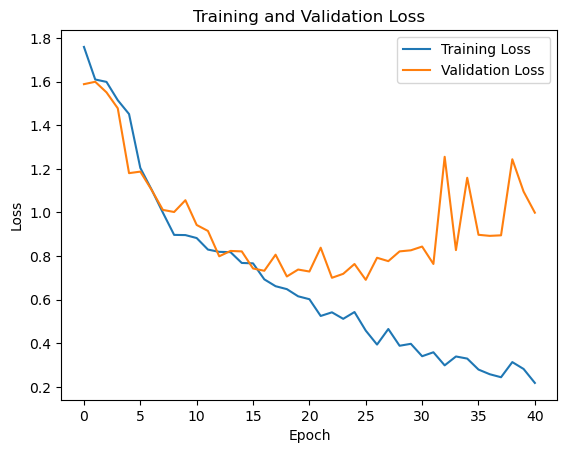 Training and Validation Loss
Training Loss
Validation Loss
Loss
1.8
1.6
1.4
1.2
1.0
0.8
0.6
0.4
0.2
0 5 10 15 20 25 30 35 40
Epoch